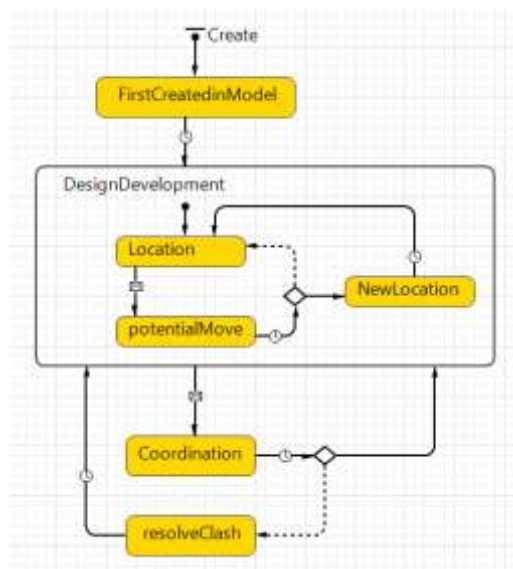 Create
FirstCreatedinModel
DesignDevelopment
Location
NewLocation
potentialMove
Coordination
resolveClash